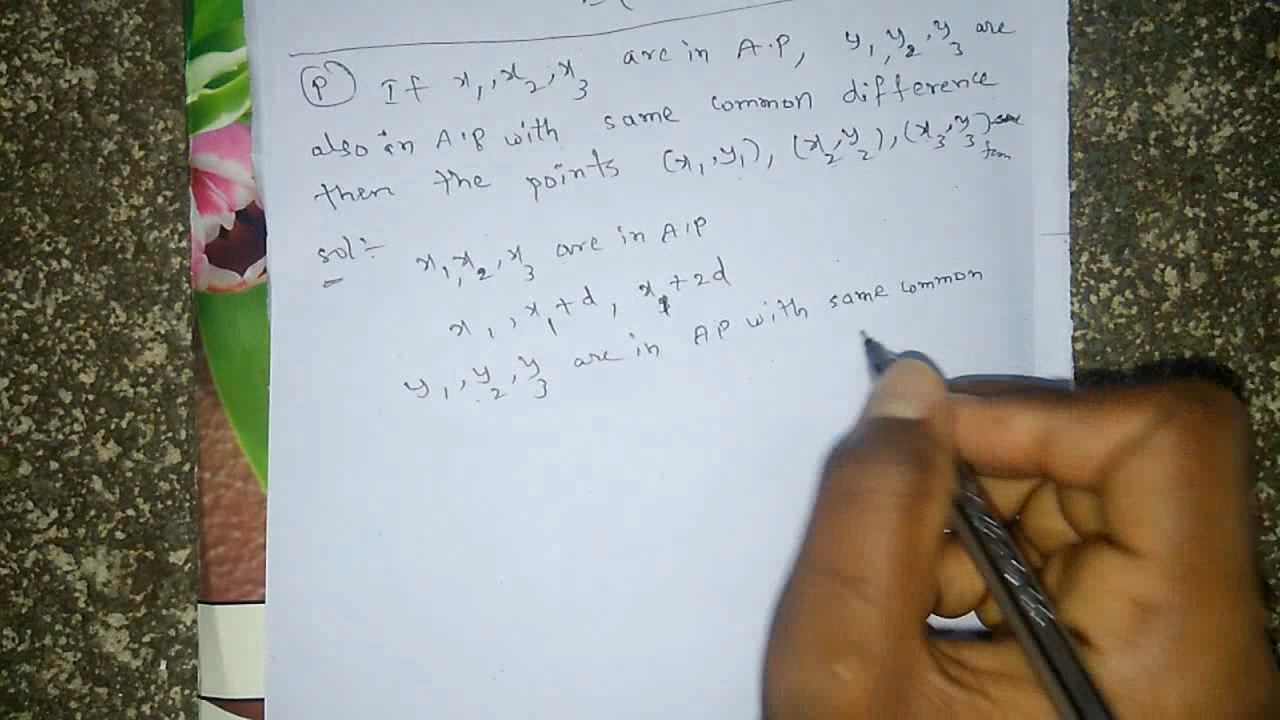 (P) If x₁, x₂, x₃ are in A.P, y₁, y₂, y₃ are
also in A.P with same common difference
then the points (x₁, y₁), (x₂, y₂), (x₃, y₃)
sol:- x₁, x₂, x₃ are in A.P
x₁, x₁+d, x₁+2d
y₁, y₂, y₃ are in AP with same common